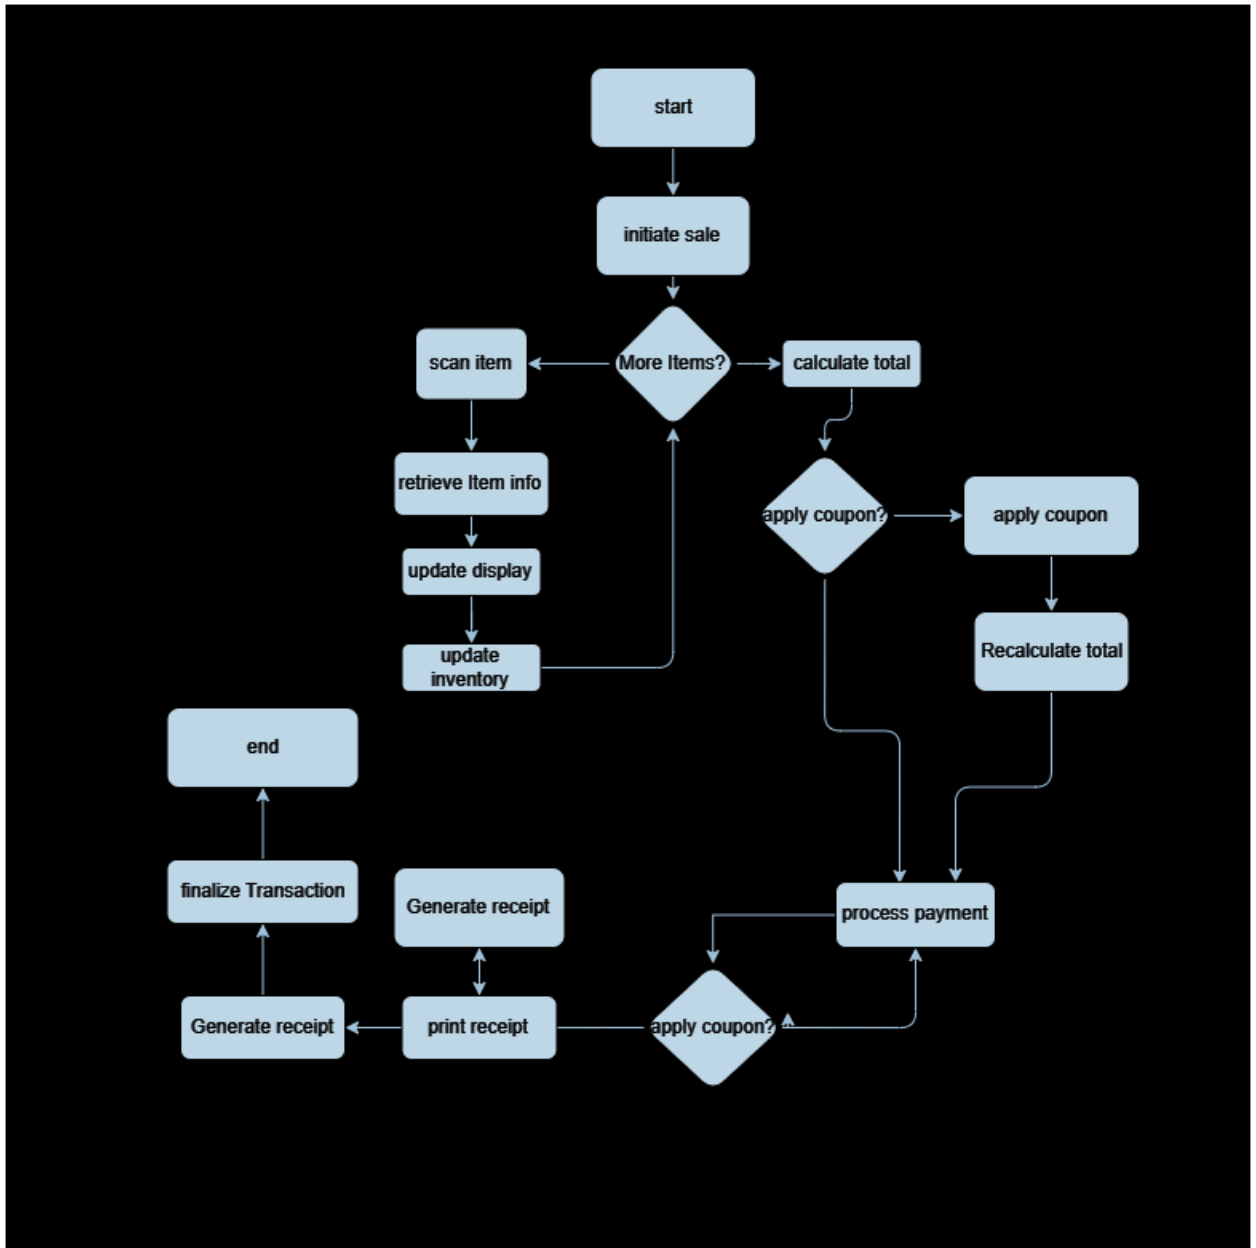 start
initiate sale
scan item
More Items?
calculate total
retrieve Item info
apply coupon?
apply coupon
update display
Recalculate total
update
inventory
end
finalize Transaction
Generate receipt
process payment
Generate receipt
print receipt
apply coupon?